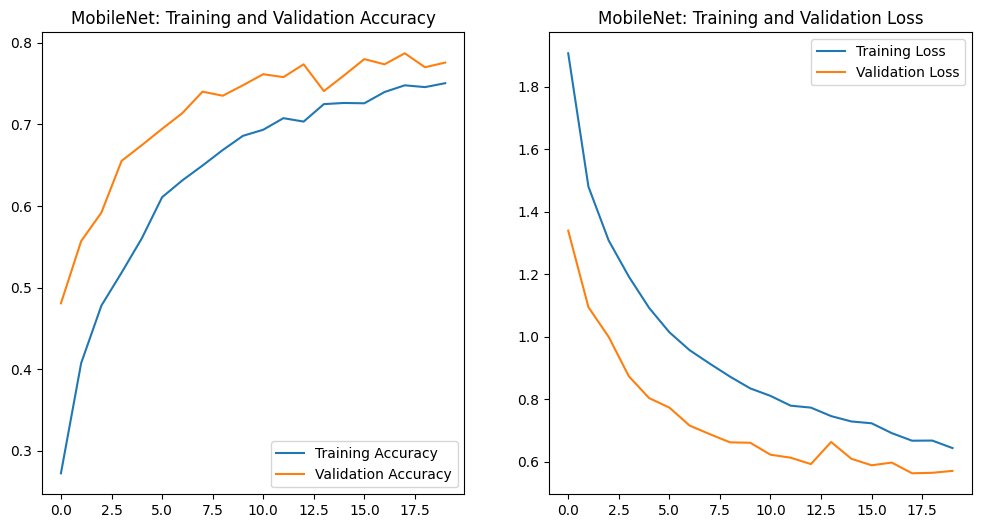 MobileNet: Training and Validation Accuracy
0.8
0.7
0.6
0.5
0.4
0.3
Training Accuracy
Validation Accuracy
0.0 2.5 5.0 7.5 10.0 12.5 15.0 17.5
MobileNet: Training and Validation Loss
Training Loss
Validation Loss
1.8
1.6
1.4
1.2
1.0
0.8
0.6
0.0 2.5 5.0 7.5 10.0 12.5 15.0 17.5